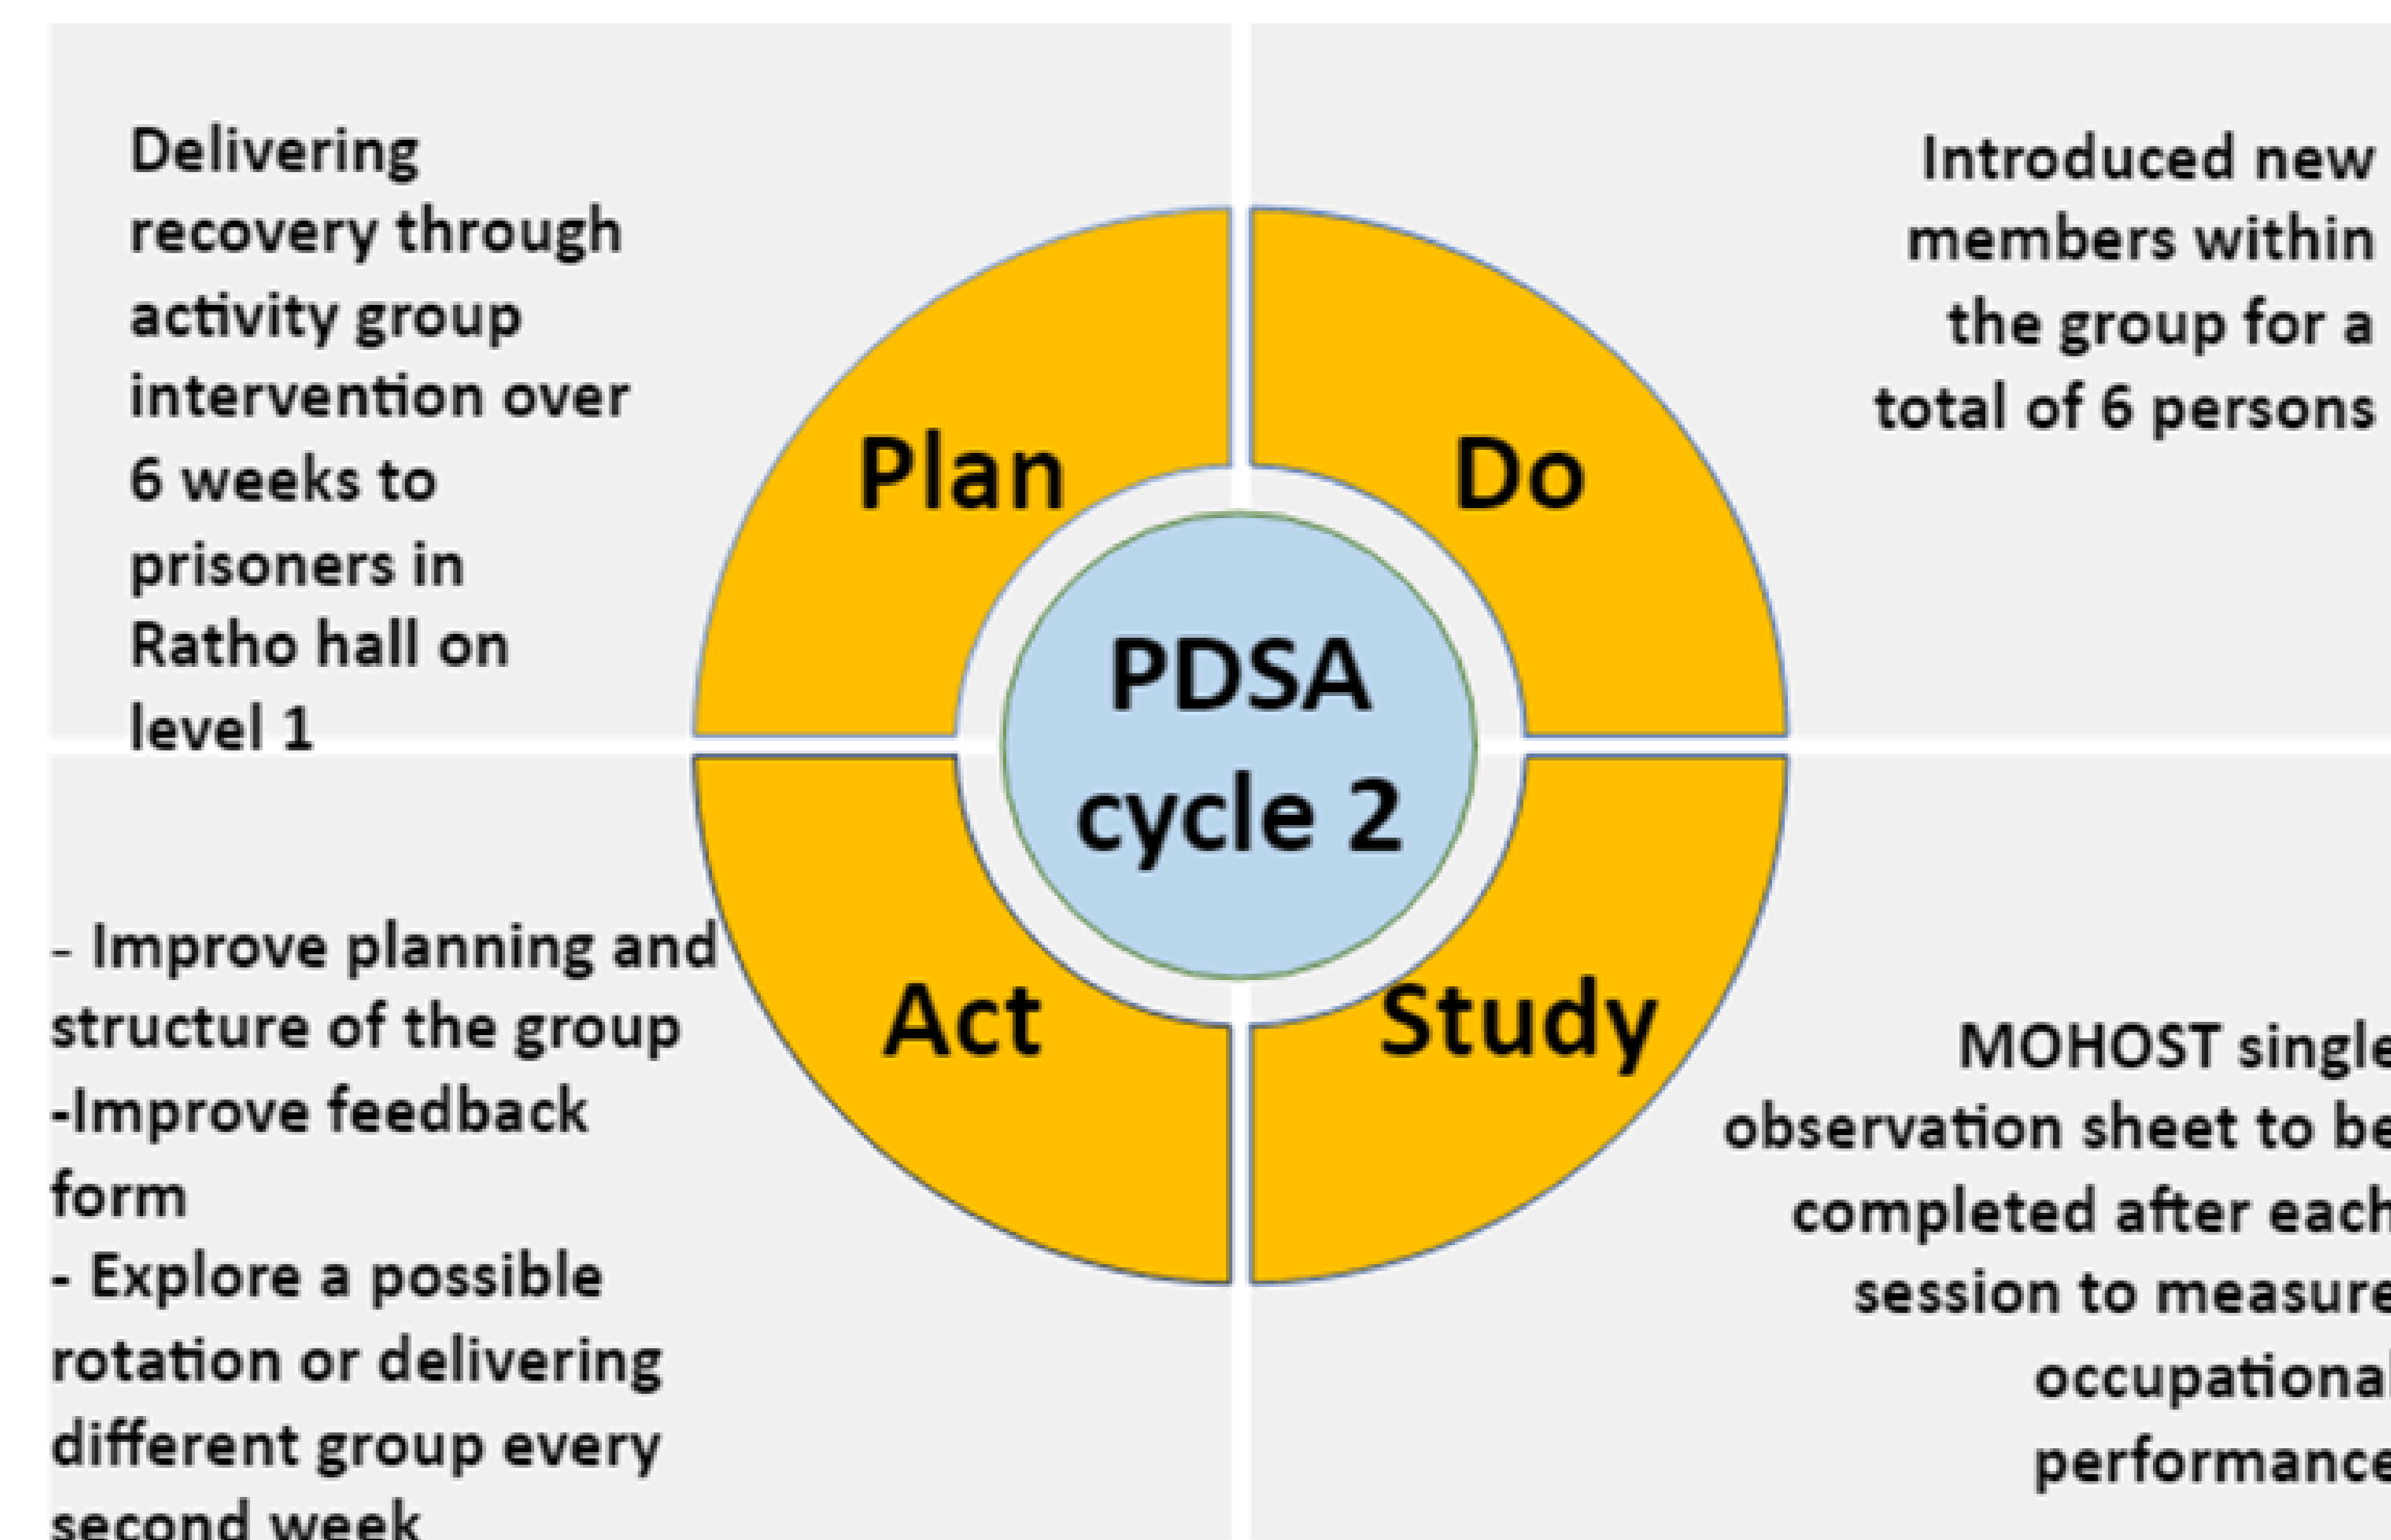 Delivering
recovery through
activity group
intervention over
6 weeks to
prisoners in
Ratho hall on
level 1
Introduced new
members within
the group for a
total of 6 persons
Plan
Do
PDSA
cycle 2
Act
Study
- Improve planning and
structure of the group
-Improve feedback
form
- Explore a possible
rotation or delivering
different group every
second week
MOHOST single
observation sheet to be
completed after each
session to measure
occupational
performance